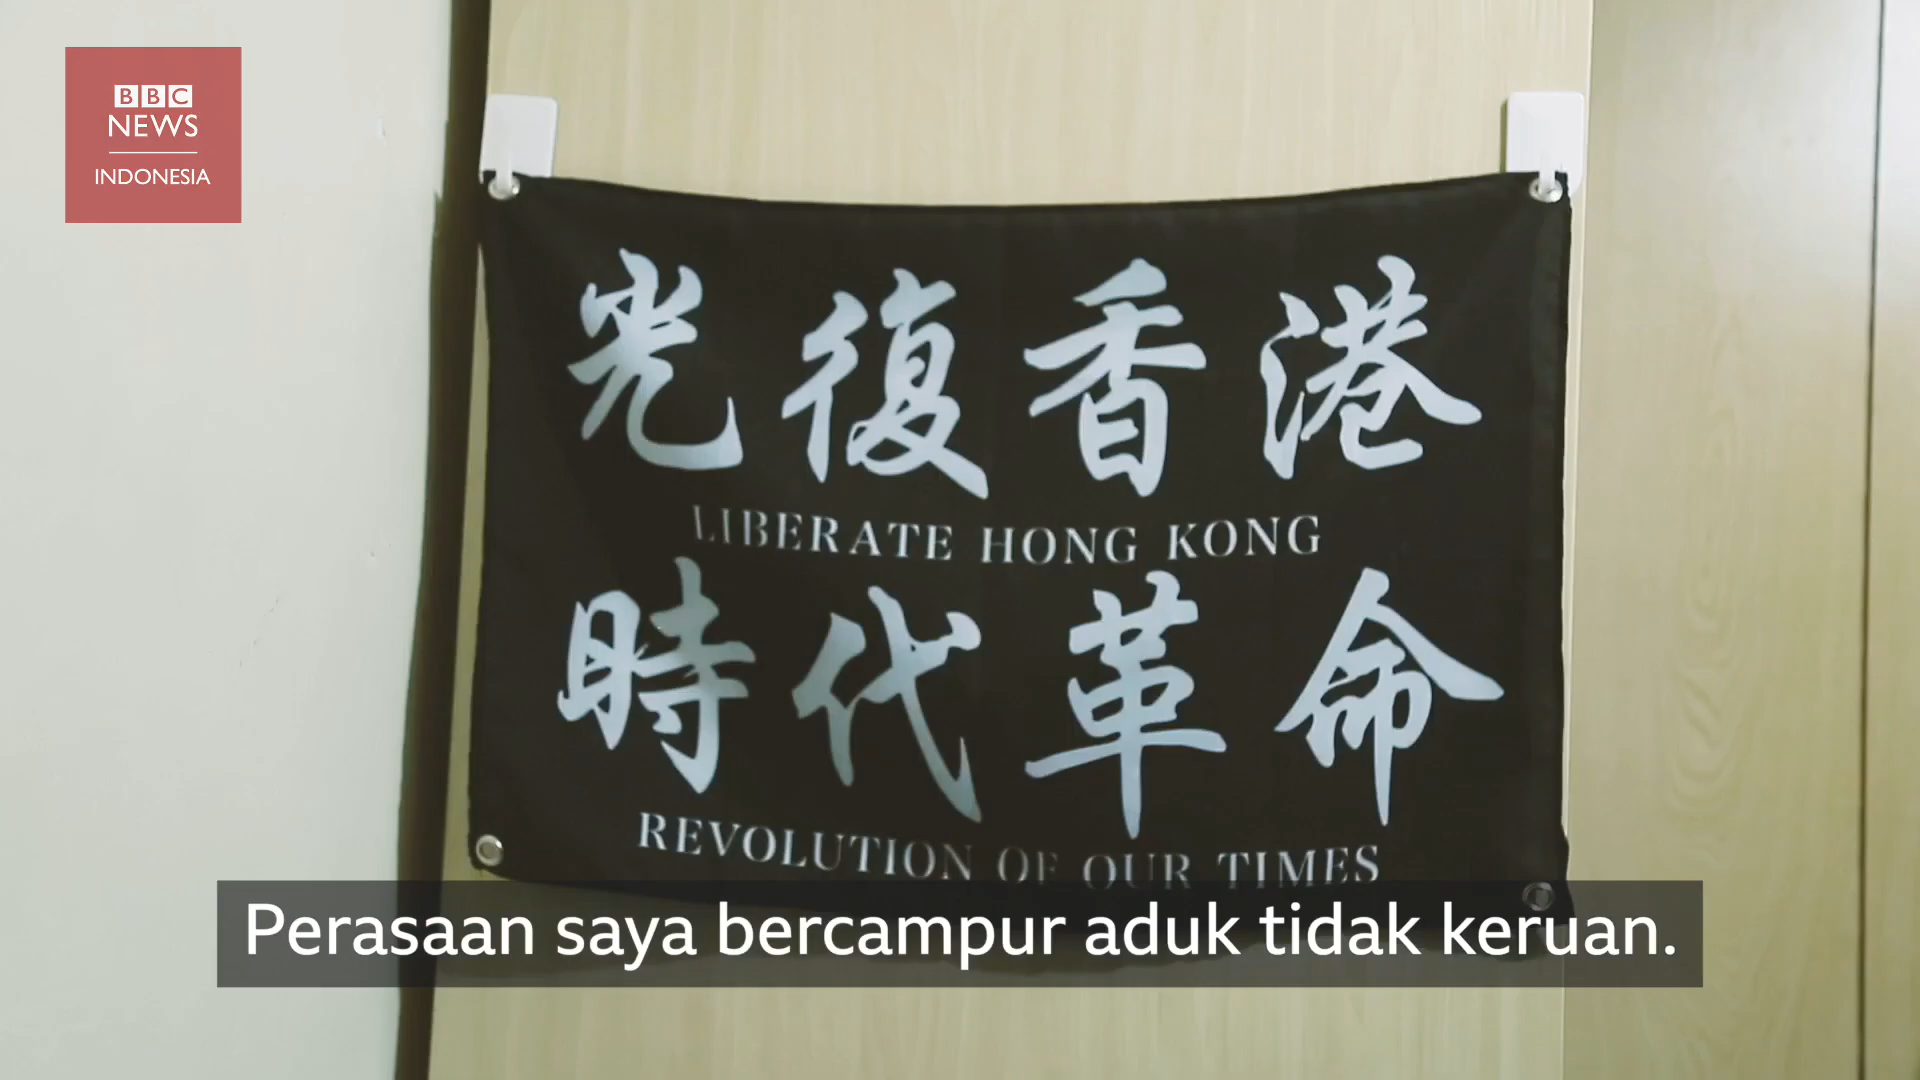 BBC
NEWS
INDONESIA
光復香港
LIBERATE HONG KONG
時代革命
REVOLUTION OF OUR TIMES
Perasaan saya bercampur aduk tidak keruan.